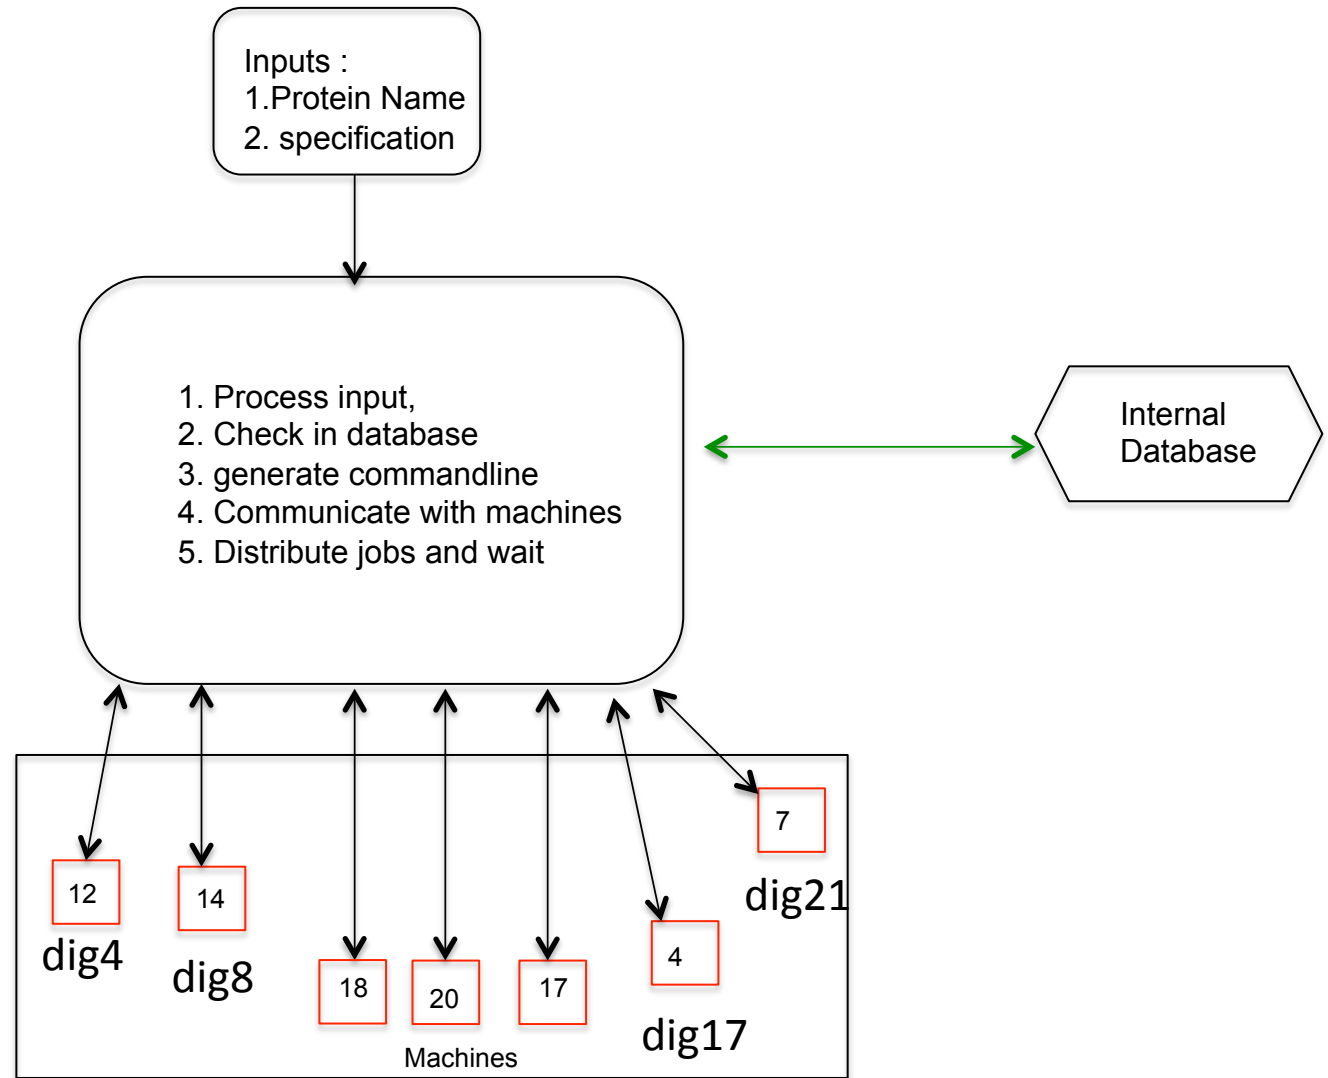 Inputs :
1.Protein Name
2. specification
1. Process input,
2. Check in database
3. generate commandline
4. Communicate with machines
5. Distribute jobs and wait
Internal
Database
7
dig21
12
dig4
14
dig8
18
20
17
4
dig17
Machines